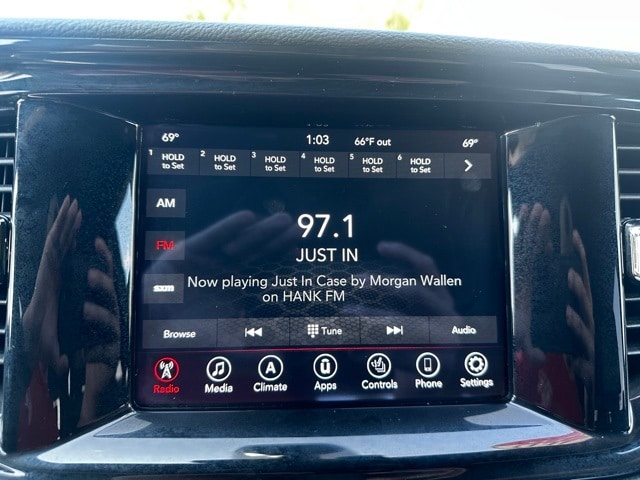 69° 1:03 66°F out 69°
1 HOLD to Set 2 HOLD to Set 3 HOLD to Set 4 HOLD to Set 5 HOLD to Set 6 HOLD to Set >
AM
97.1
FM
JUST IN
sxm
Now playing Just In Case by Morgan Wallen
on HANK FM
Browse Tune Audio
Radio Media Climate Apps Controls Phone Settings